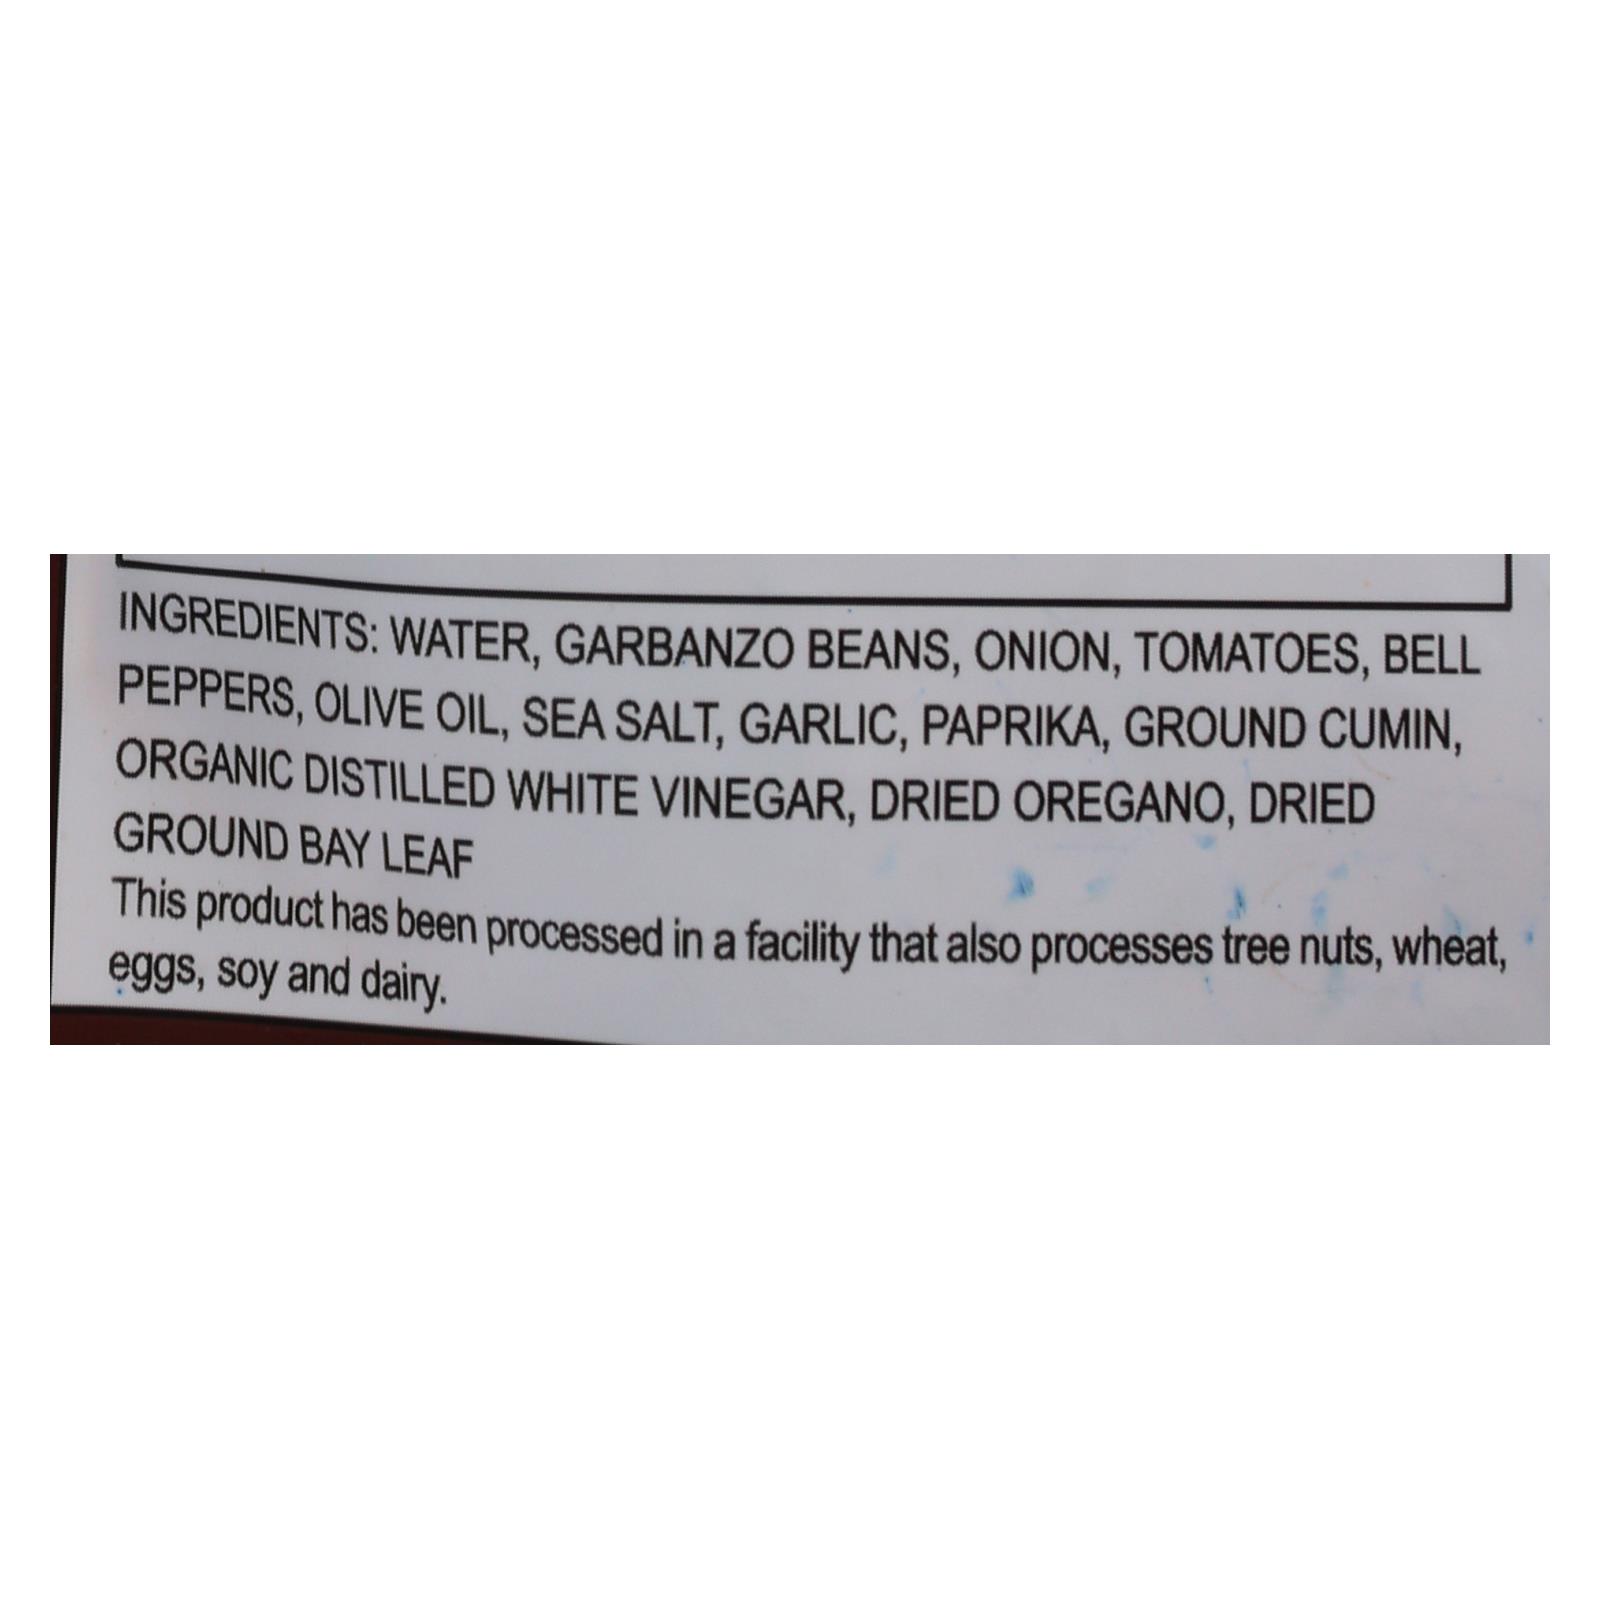 INGREDIENTS: WATER, GARBANZO BEANS, ONION, TOMATOES, BELL
PEPPERS, OLIVE OIL, SEA SALT, GARLIC, PAPRIKA, GROUND CUMIN,
ORGANIC DISTILLED WHITE VINEGAR, DRIED OREGANO, DRIED
GROUND BAY LEAF
This product has been processed in a facility that also processes tree nuts, wheat,
eggs, soy and dairy.